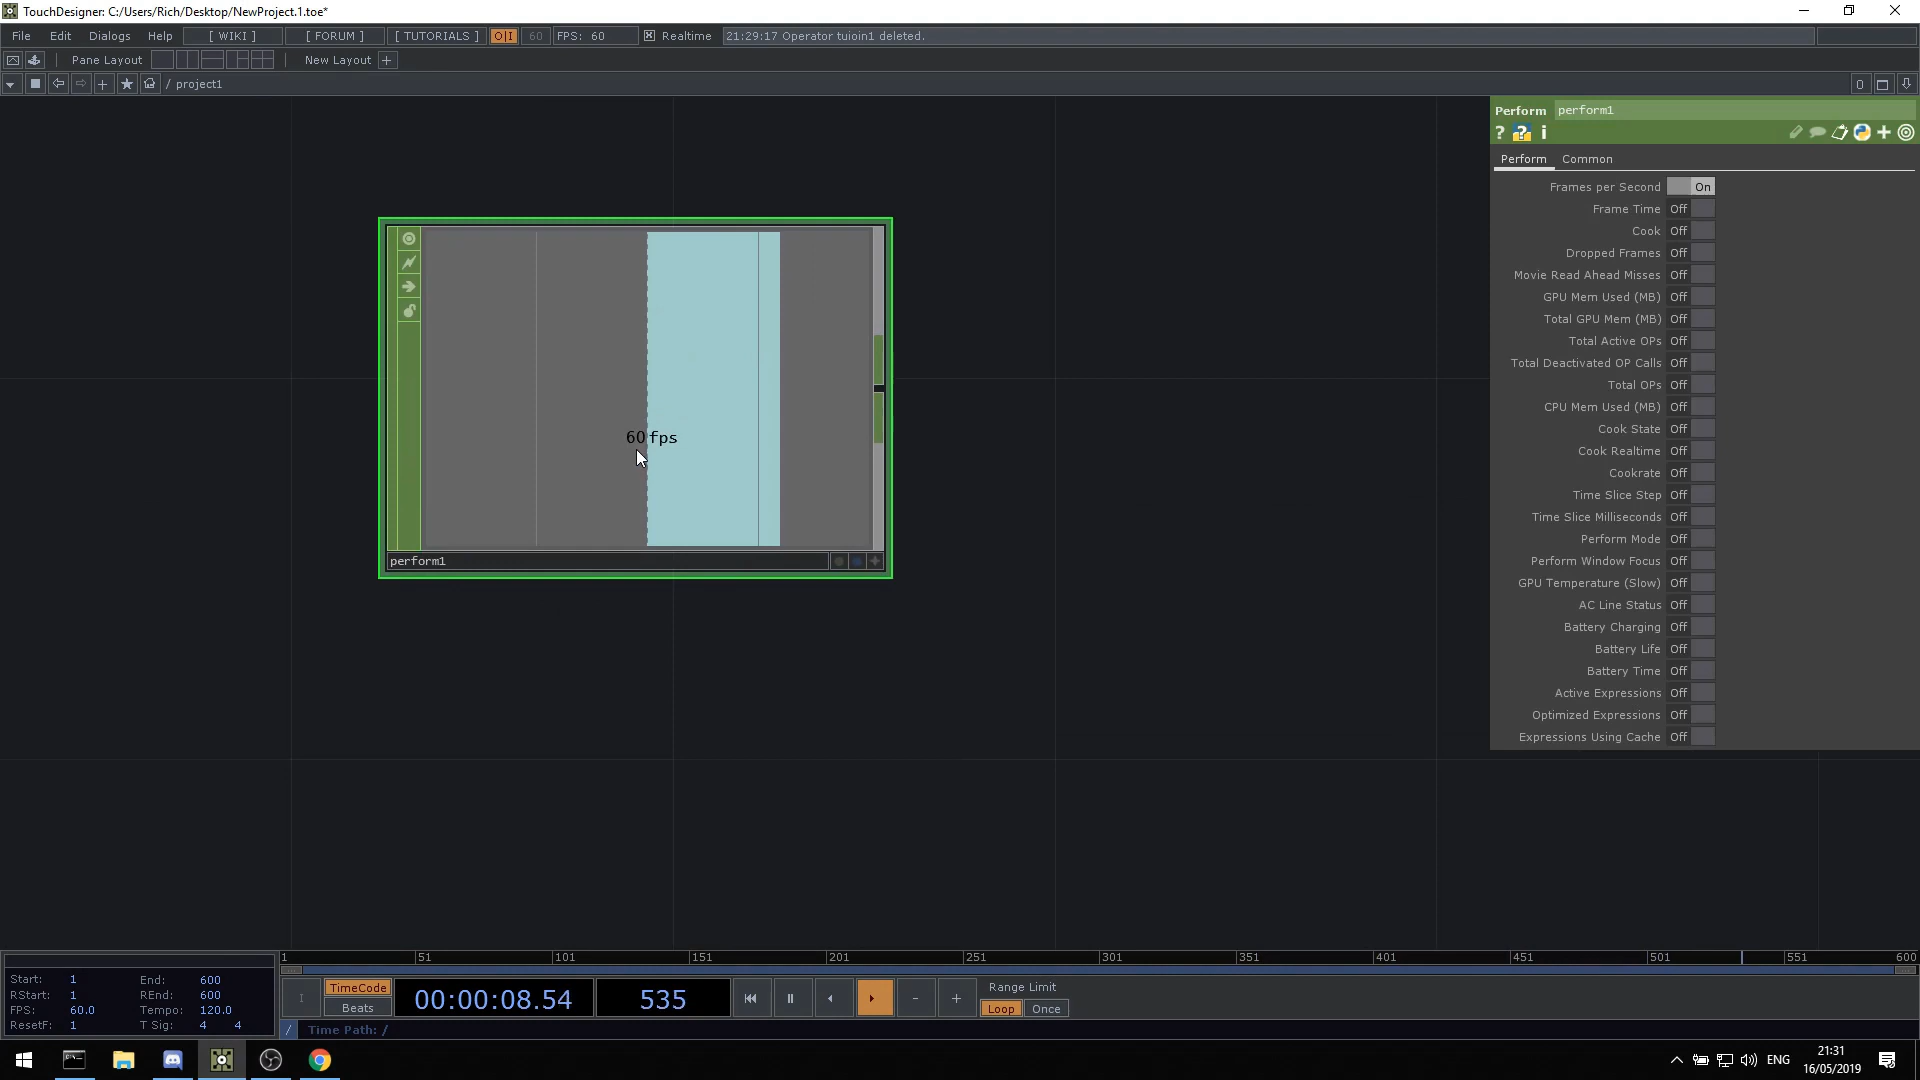 TouchDesigner: C:/Users/Rich/Desktop/NewProject.1.toe*
File Edit Dialogs Help [ WIKI ] [ FORUM ] [ TUTORIALS ] O|I 60 FPS: 60 Realtime 21:29:17 Operator tuioin1 deleted.
Pane Layout New Layout +
/ project1 0
Perform perform1
? ? i
Perform Common
Frames per Second On
Frame Time Off
Cook Off
Dropped Frames Off
Movie Read Ahead Misses Off
GPU Mem Used (MB) Off
Total GPU Mem (MB) Off
Total Active OPs Off
Total Deactivated OP Calls Off
Total OPs Off
CPU Mem Used (MB) Off
Cook State Off
Cook Realtime Off
Cookrate Off
Time Slice Step Off
Time Slice Milliseconds Off
Perform Mode Off
Perform Window Focus Off
GPU Temperature (Slow) Off
AC Line Status Off
Battery Charging Off
Battery Life Off
Battery Time Off
Active Expressions Off
Optimized Expressions Off
Expressions Using Cache Off
60 fps
perform1
1 51 101 151 201 251 301 351 401 451 501 551 600
Start: 1 End: 600
RStart: 1 REnd: 600
FPS: 60.0 Tempo: 120.0
ResetF: 1 T Sig: 4 4
TimeCode
Beats
00:00:08.54 535
- +
Range Limit
Loop Once
/ Time Path: /
ENG
21:31
16/05/2019